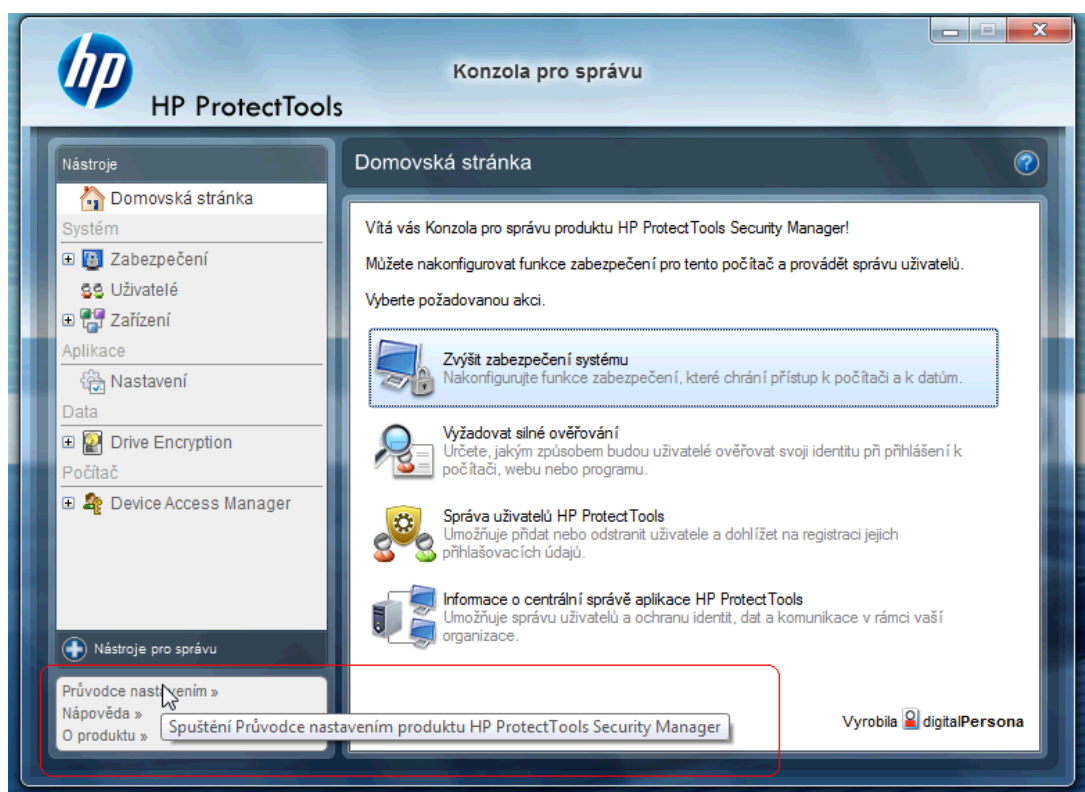 hp
HP ProtectTools
Konzola pro správu
Nástroje
Domovská stránka
Systém
Zabezpečení
Uživatelé
Zařízení
Aplikace
Nastavení
Data
Drive Encryption
Počítač
Device Access Manager
Nástroje pro správu
Průvodce nastavením »
Nápověda »
O produktu »
Spuštění Průvodce nastavením produktu HP ProtectTools Security Manager
Domovská stránka
Vítá vás Konzola pro správu produktu HP ProtectTools Security Manager!
Můžete nakonfigurovat funkce zabezpečení pro tento počítač a provádět správu uživatelů.
Vyberte požadovanou akci.
Zvýšit zabezpečení systému
Nakonfigurujte funkce zabezpečení, které chrání přístup k počítači a k datům.
Vyžadovat silné ověřování
Určete, jakým způsobem budou uživatelé ověřovat svoji identitu při přihlášení k
počítači, webu nebo programu.
Správa uživatelů HP ProtectTools
Umožňuje přidat nebo odstranit uživatele a dohlížet na registraci jejich
přihlašovacích údajů.
Informace o centrální správě aplikace HP ProtectTools
Umožňuje správu uživatelů a ochranu identit, dat a komunikace v rámci vaší
organizace.
Vyrobila digitalPersona